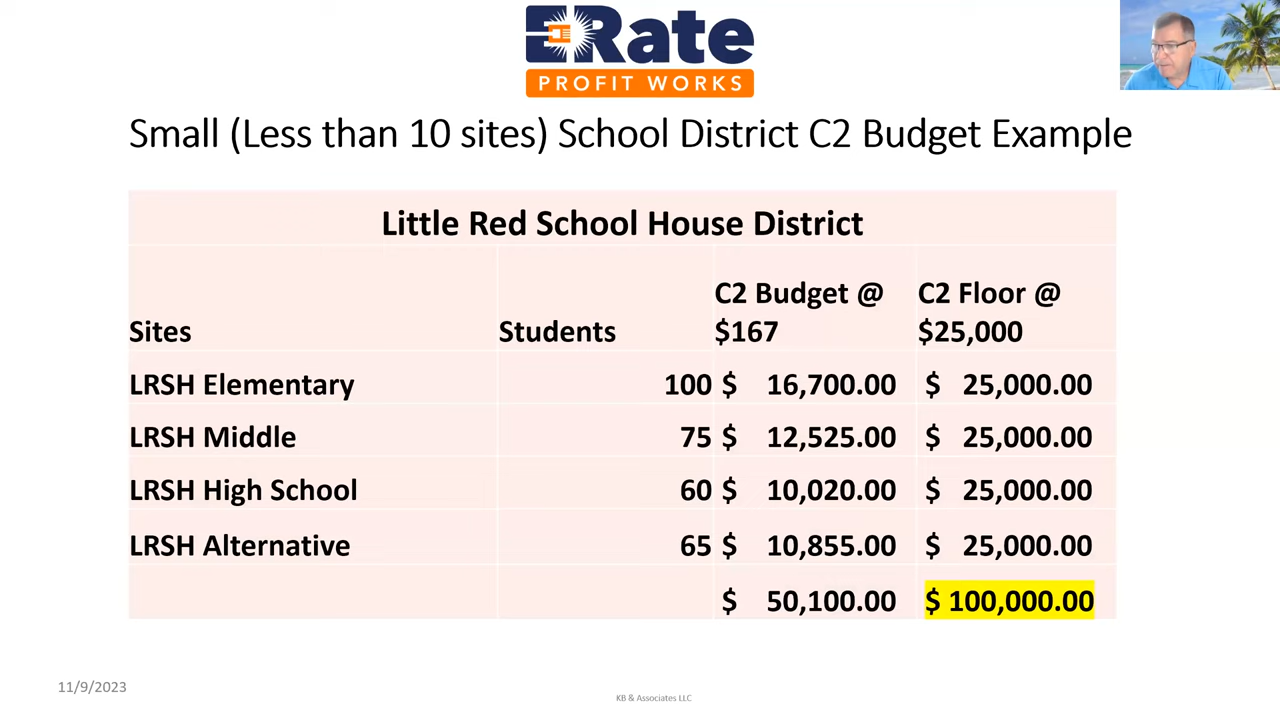 ERate
PROFIT WORKS
Small (Less than 10 sites) School District C2 Budget Example
Little Red School House District
Sites Students C2 Budget @ $167 C2 Floor @ $25,000
LRSH Elementary 100 $ 16,700.00 $ 25,000.00
LRSH Middle 75 $ 12,525.00 $ 25,000.00
LRSH High School 60 $ 10,020.00 $ 25,000.00
LRSH Alternative 65 $ 10,855.00 $ 25,000.00
$ 50,100.00 $ 100,000.00
11/9/2023
KB & Associates LLC